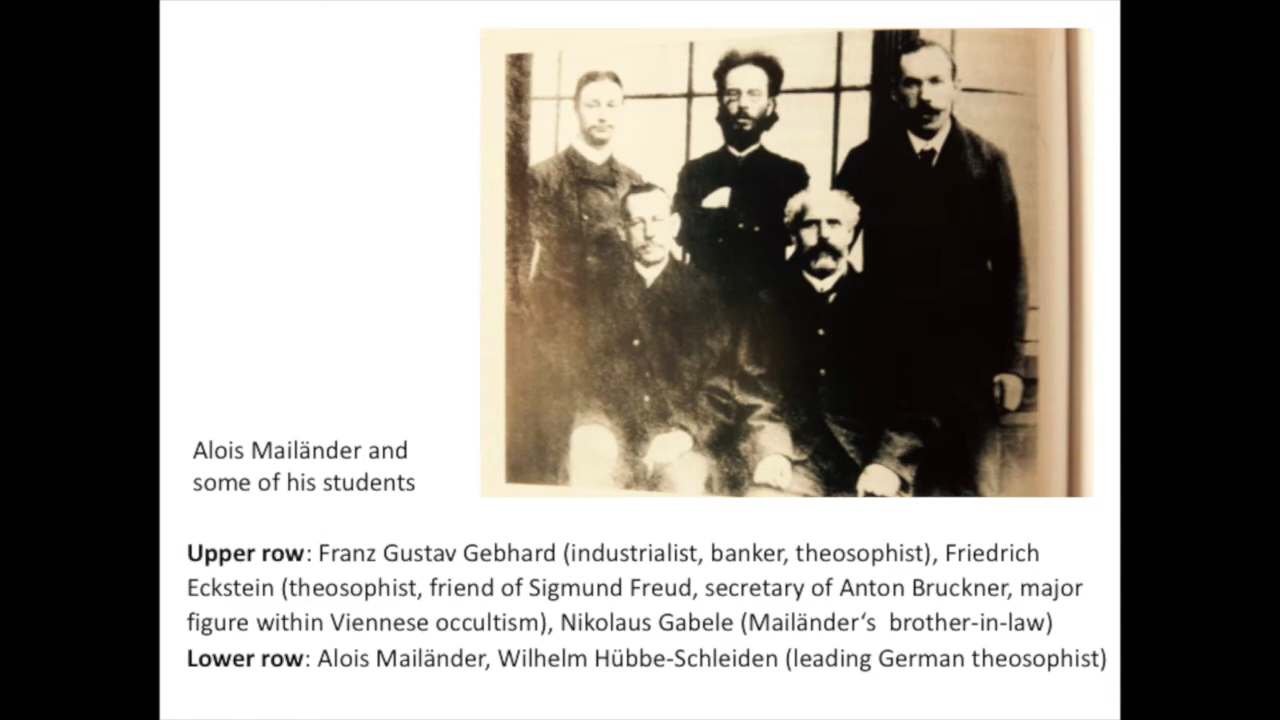 Alois Mailänder and
some of his students
Upper row: Franz Gustav Gebhard (industrialist, banker, theosophist), Friedrich
Eckstein (theosophist, friend of Sigmund Freud, secretary of Anton Bruckner, major
figure within Viennese occultism), Nikolaus Gabele (Mailänder‘s  brother-in-law)
Lower row: Alois Mailänder, Wilhelm Hübbe-Schleiden (leading German theosophist)